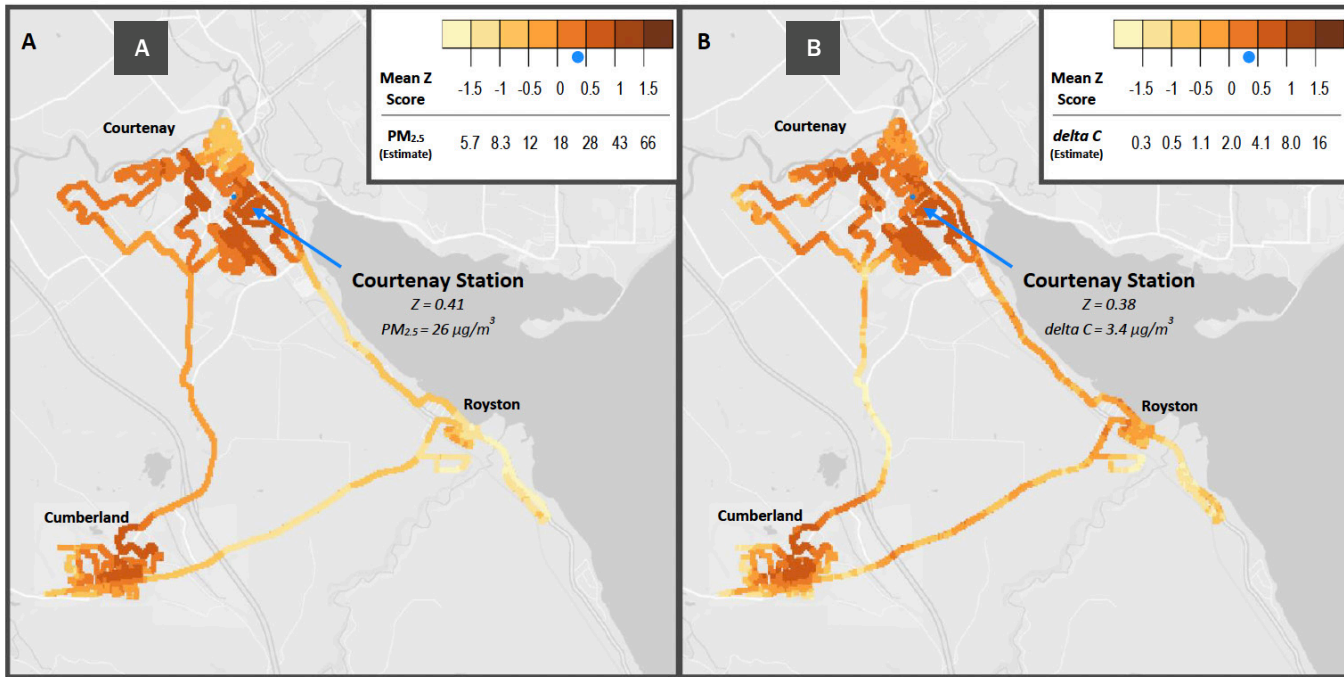 A
A
Mean Z
Score
-1.5 -1 -0.5 0 0.5 1 1.5
PM2.5
(Estimate)
5.7 8.3 12 18 28 43 66
Courtenay
Courtenay Station
Z = 0.41
PM2.5 = 26 µg/m³
Royston
Cumberland
B
B
Mean Z
Score
-1.5 -1 -0.5 0 0.5 1 1.5
delta C
(Estimate)
0.3 0.5 1.1 2.0 4.1 8.0 16
Courtenay
Courtenay Station
Z = 0.38
delta C = 3.4 µg/m³
Royston
Cumberland